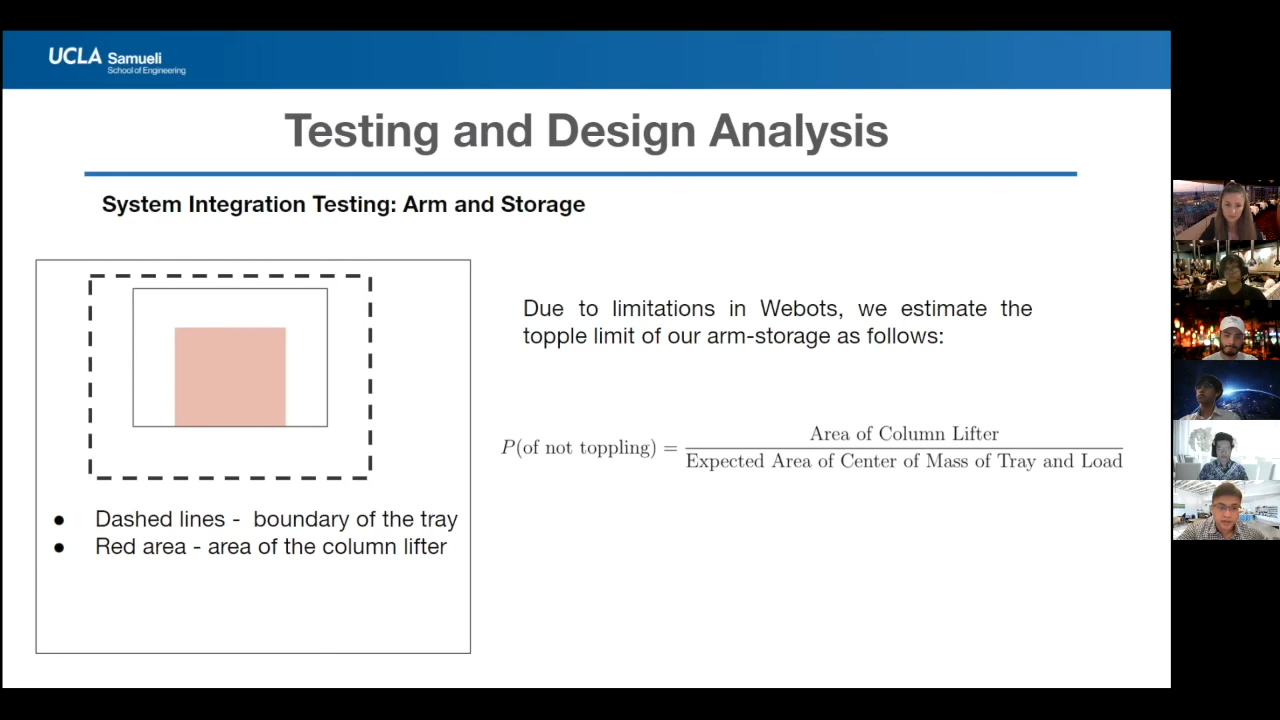 UCLA Samueli
School of Engineering
Testing and Design Analysis
System Integration Testing: Arm and Storage
● Dashed lines - boundary of the tray
● Red area - area of the column lifter
Due to limitations in Webots, we estimate the
topple limit of our arm-storage as follows:
P(of not toppling) = Area of Column Lifter / Expected Area of Center of Mass of Tray and Load